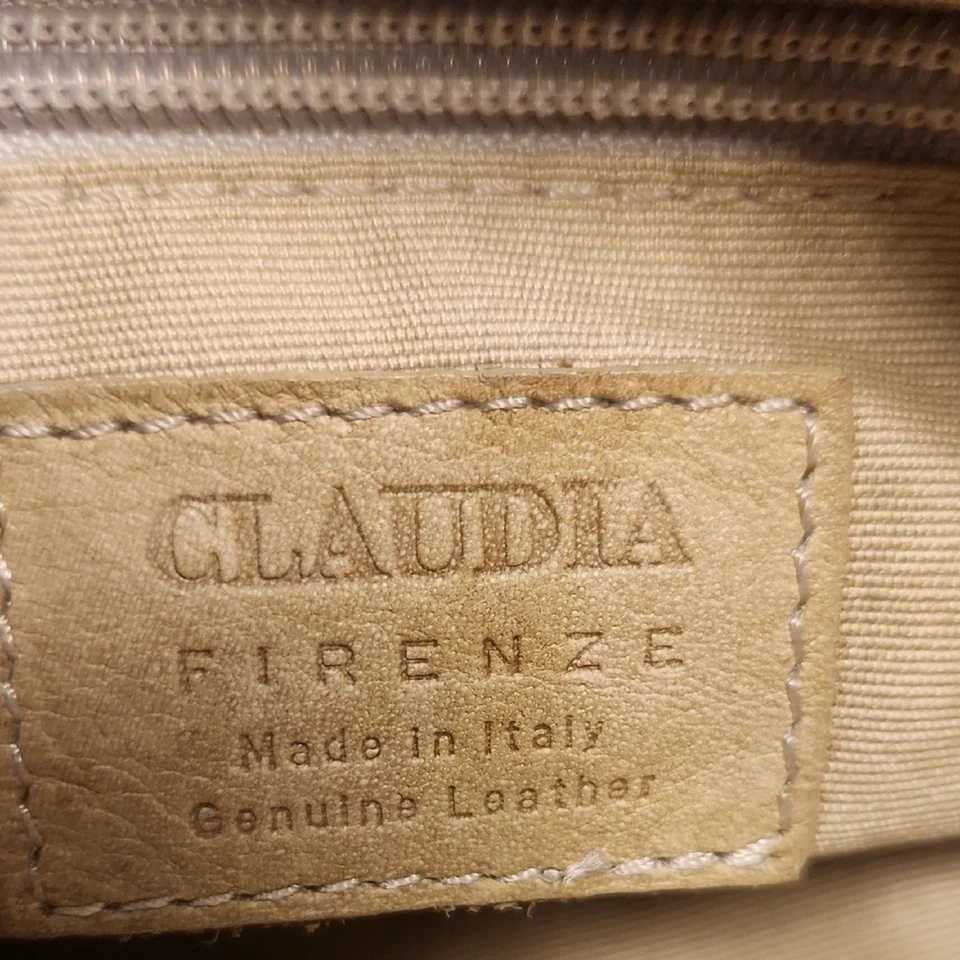 CLAUDIA
FIRENZE
Made in Italy
Genuine Leather